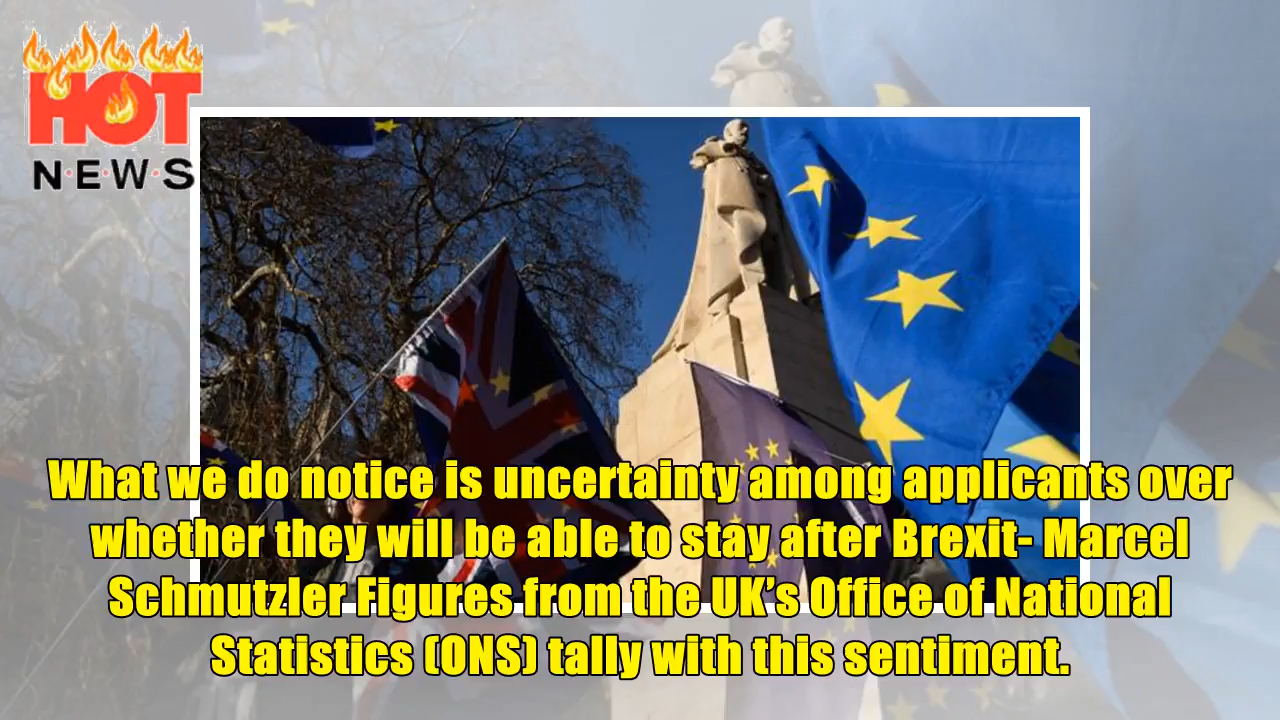 HOT
N·E·W·S
What we do notice is uncertainty among applicants over
whether they will be able to stay after Brexit- Marcel
Schmutzler Figures from the UK’s Office of National
Statistics (ONS) tally with this sentiment.